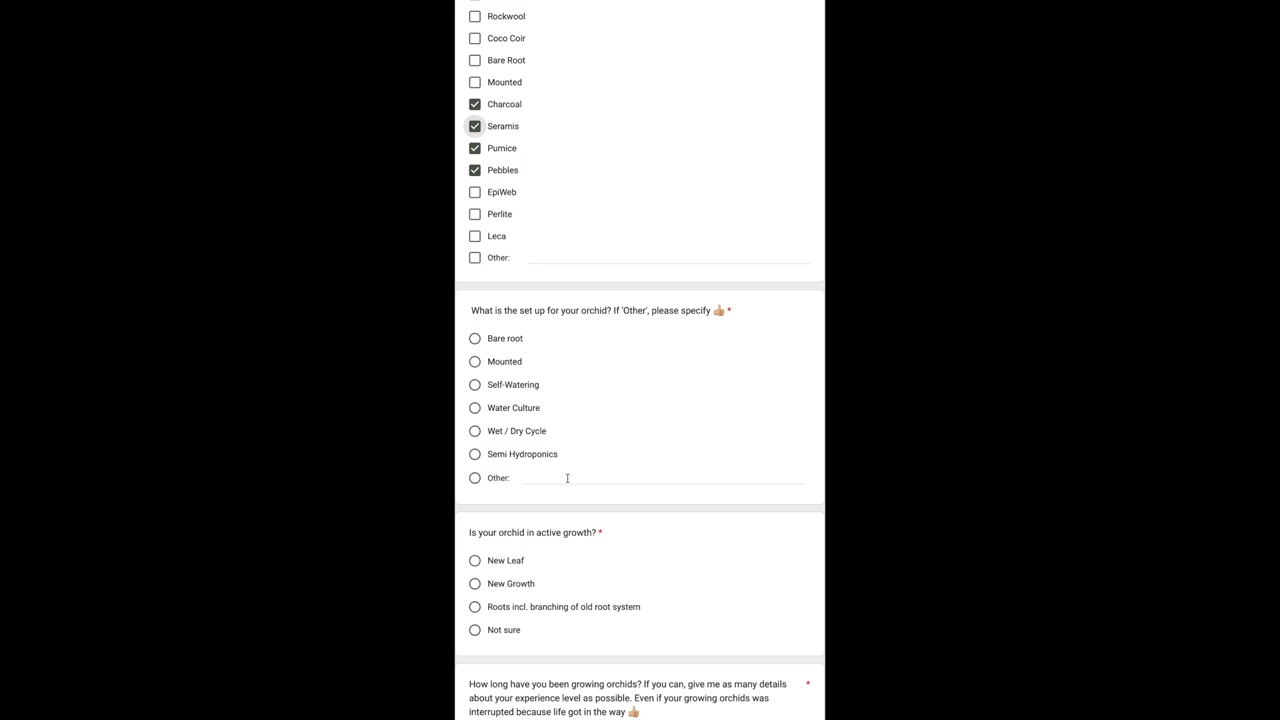 Rockwool
Coco Coir
Bare Root
Mounted
Charcoal
Seramis
Pumice
Pebbles
EpiWeb
Perlite
Leca
Other:
What is the set up for your orchid? If 'Other', please specify 👍🏼 *
Bare root
Mounted
Self-Watering
Water Culture
Wet / Dry Cycle
Semi Hydroponics
Other:
Is your orchid in active growth? *
New Leaf
New Growth
Roots incl. branching of old root system
Not sure
How long have you been growing orchids? If you can, give me as many details *
about your experience level as possible. Even if your growing orchids was
interrupted because life got in the way 👍🏼